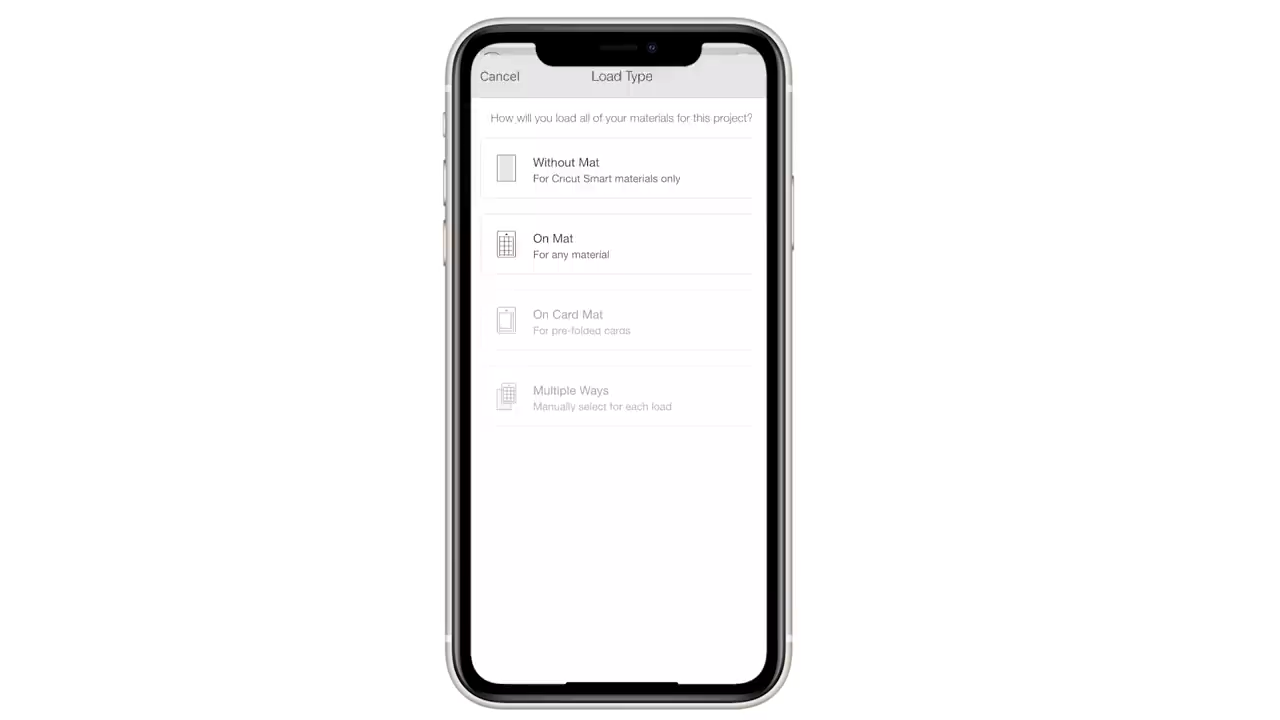 Cancel
Load Type
How will you load all of your materials for this project?
Without Mat
For Cricut Smart materials only
On Mat
For any material
On Card Mat
For pre-folded cards
Multiple Ways
Manually select for each load